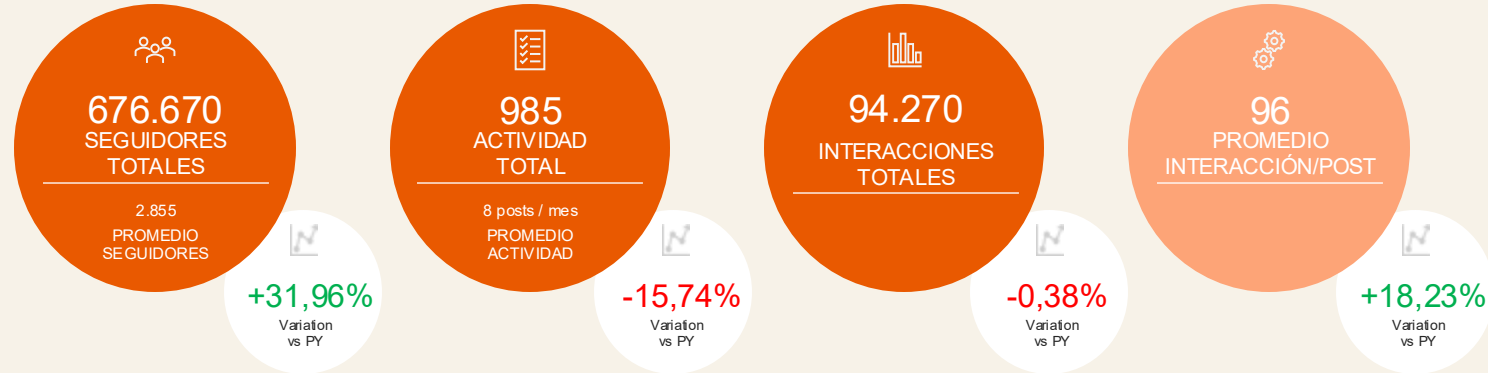 676.670
SEGUIDORES
TOTALES
2.855
PROMEDIO
SEGUIDORES
+31,96%
Variation
vs PY
985
ACTIVIDAD
TOTAL
8 posts / mes
PROMEDIO
ACTIVIDAD
-15,74%
Variation
vs PY
94.270
INTERACCIONES
TOTALES
-0,38%
Variation
vs PY
96
PROMEDIO
INTERACCIÓN/POST
+18,23%
Variation
vs PY